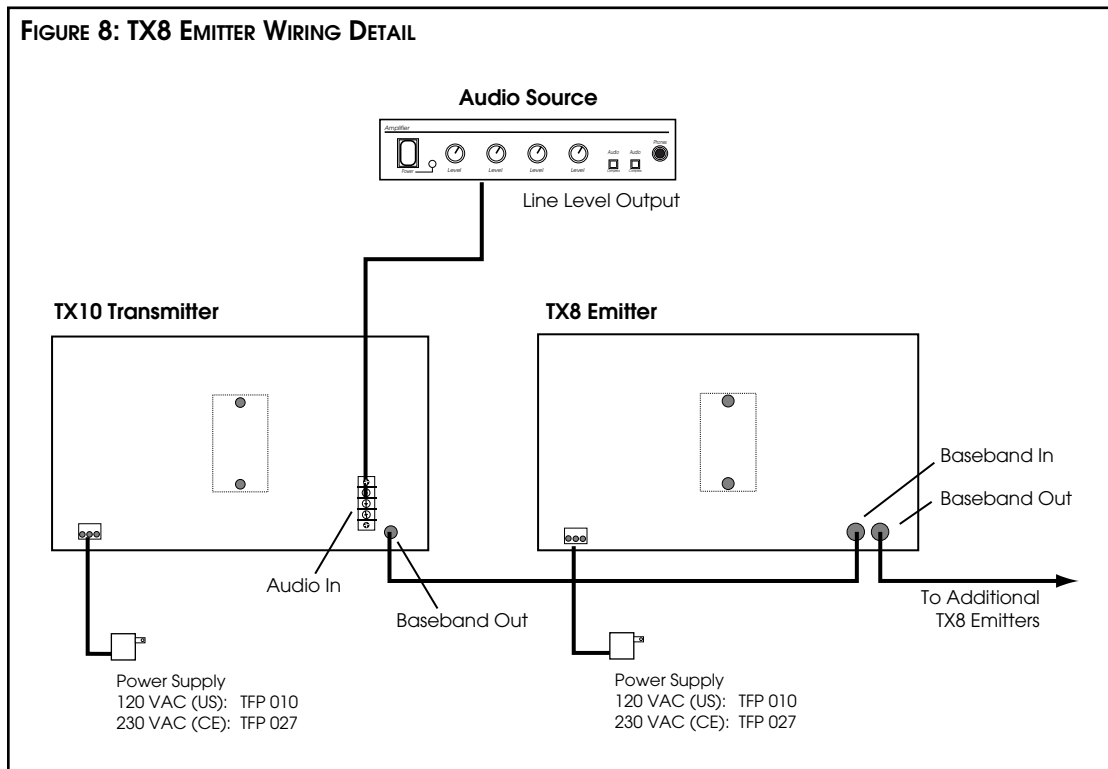 FIGURE 8: TX8 EMITTER WIRING DETAIL
Audio Source
Amplifier
Power
Level
Level
Level
Level
Audio
Audio
Phones
Line Level Output
TX10 Transmitter
TX8 Emitter
Baseband In
Baseband Out
Audio In
Baseband Out
To Additional
TX8 Emitters
Power Supply
120 VAC (US): TFP 010
230 VAC (CE): TFP 027
Power Supply
120 VAC (US): TFP 010
230 VAC (CE): TFP 027